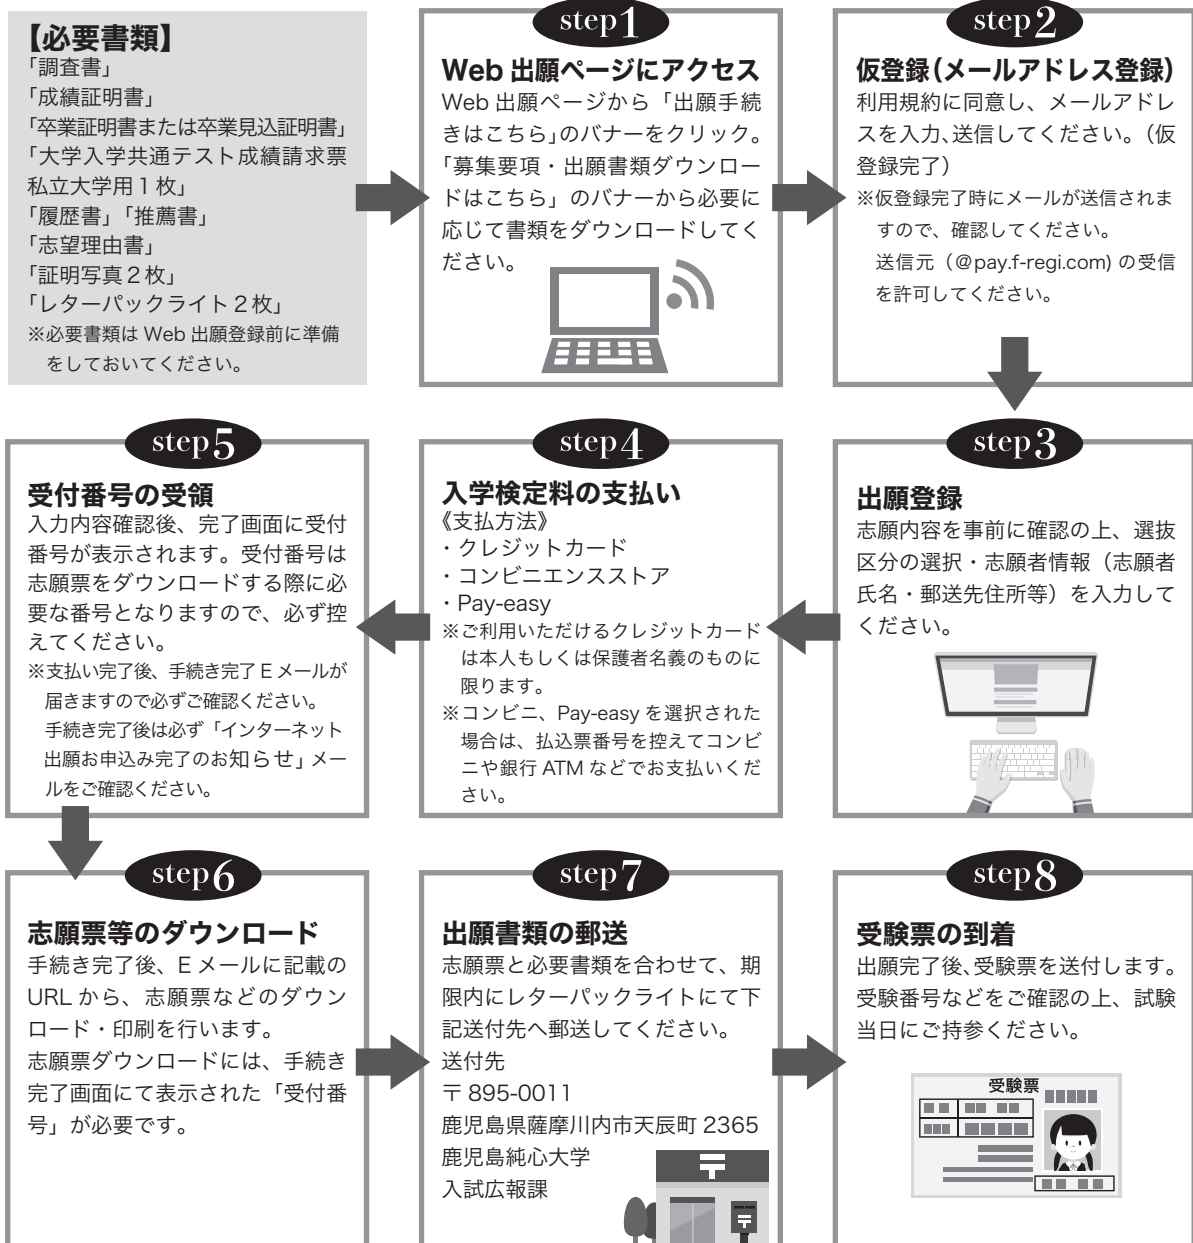 【必要書類】
「調査書」
「成績証明書」
「卒業証明書または卒業見込証明書」
「大学入学共通テスト成績請求票
私立大学用1枚」
「履歴書」「推薦書」
「志望理由書」
「証明写真2枚」
「レターパックライト2枚」
※必要書類は Web 出願登録前に準備
をしておいてください。
step1
Web 出願ページにアクセス
Web 出願ページから「出願手続
きはこちら」のバナーをクリック。
「募集要項・出願書類ダウンロー
ドはこちら」のバナーから必要に
応じて書類をダウンロードしてく
ださい。
step2
仮登録(メールアドレス登録)
利用規約に同意し、メールアドレ
スを入力、送信してください。(仮
登録完了)
※仮登録完了時にメールが送信されま
すので、確認してください。
送信元(@pay.f-regi.com) の受信
を許可してください。
step3
出願登録
志願内容を事前に確認の上、選抜
区分の選択・志願者情報(志願者
氏名・郵送先住所等)を入力して
ください。
step4
入学検定料の支払い
《支払方法》
・クレジットカード
・コンビニエンスストア
・Pay-easy
※ご利用いただけるクレジットカード
は本人もしくは保護者名義のものに
限ります。
※コンビニ、Pay-easy を選択された
場合は、払込票番号を控えてコンビ
ニや銀行 ATM などでお支払いくだ
さい。
step5
受付番号の受領
入力内容確認後、完了画面に受付
番号が表示されます。受付番号は
志願票をダウンロードする際に必
要な番号となりますので、必ず控
えてください。
※支払い完了後、手続き完了 E メールが
届きますので必ずご確認ください。
手続き完了後は必ず「インターネット
出願お申込み完了のお知らせ」メー
ルをご確認ください。
step6
志願票等のダウンロード
手続き完了後、E メールに記載の
URL から、志願票などのダウン
ロード・印刷を行います。
志願票ダウンロードには、手続き
完了画面にて表示された「受付番
号」が必要です。
step7
出願書類の郵送
志願票と必要書類を合わせて、期
限内にレターパックライトにて下
記送付先へ郵送してください。
送付先
〒 895-0011
鹿児島県薩摩川内市天辰町 2365
鹿児島純心大学
入試広報課
〒
〒
step8
受験票の到着
出願完了後、受験票を送付します。
受験番号などをご確認の上、試験
当日にご持参ください。
受験票